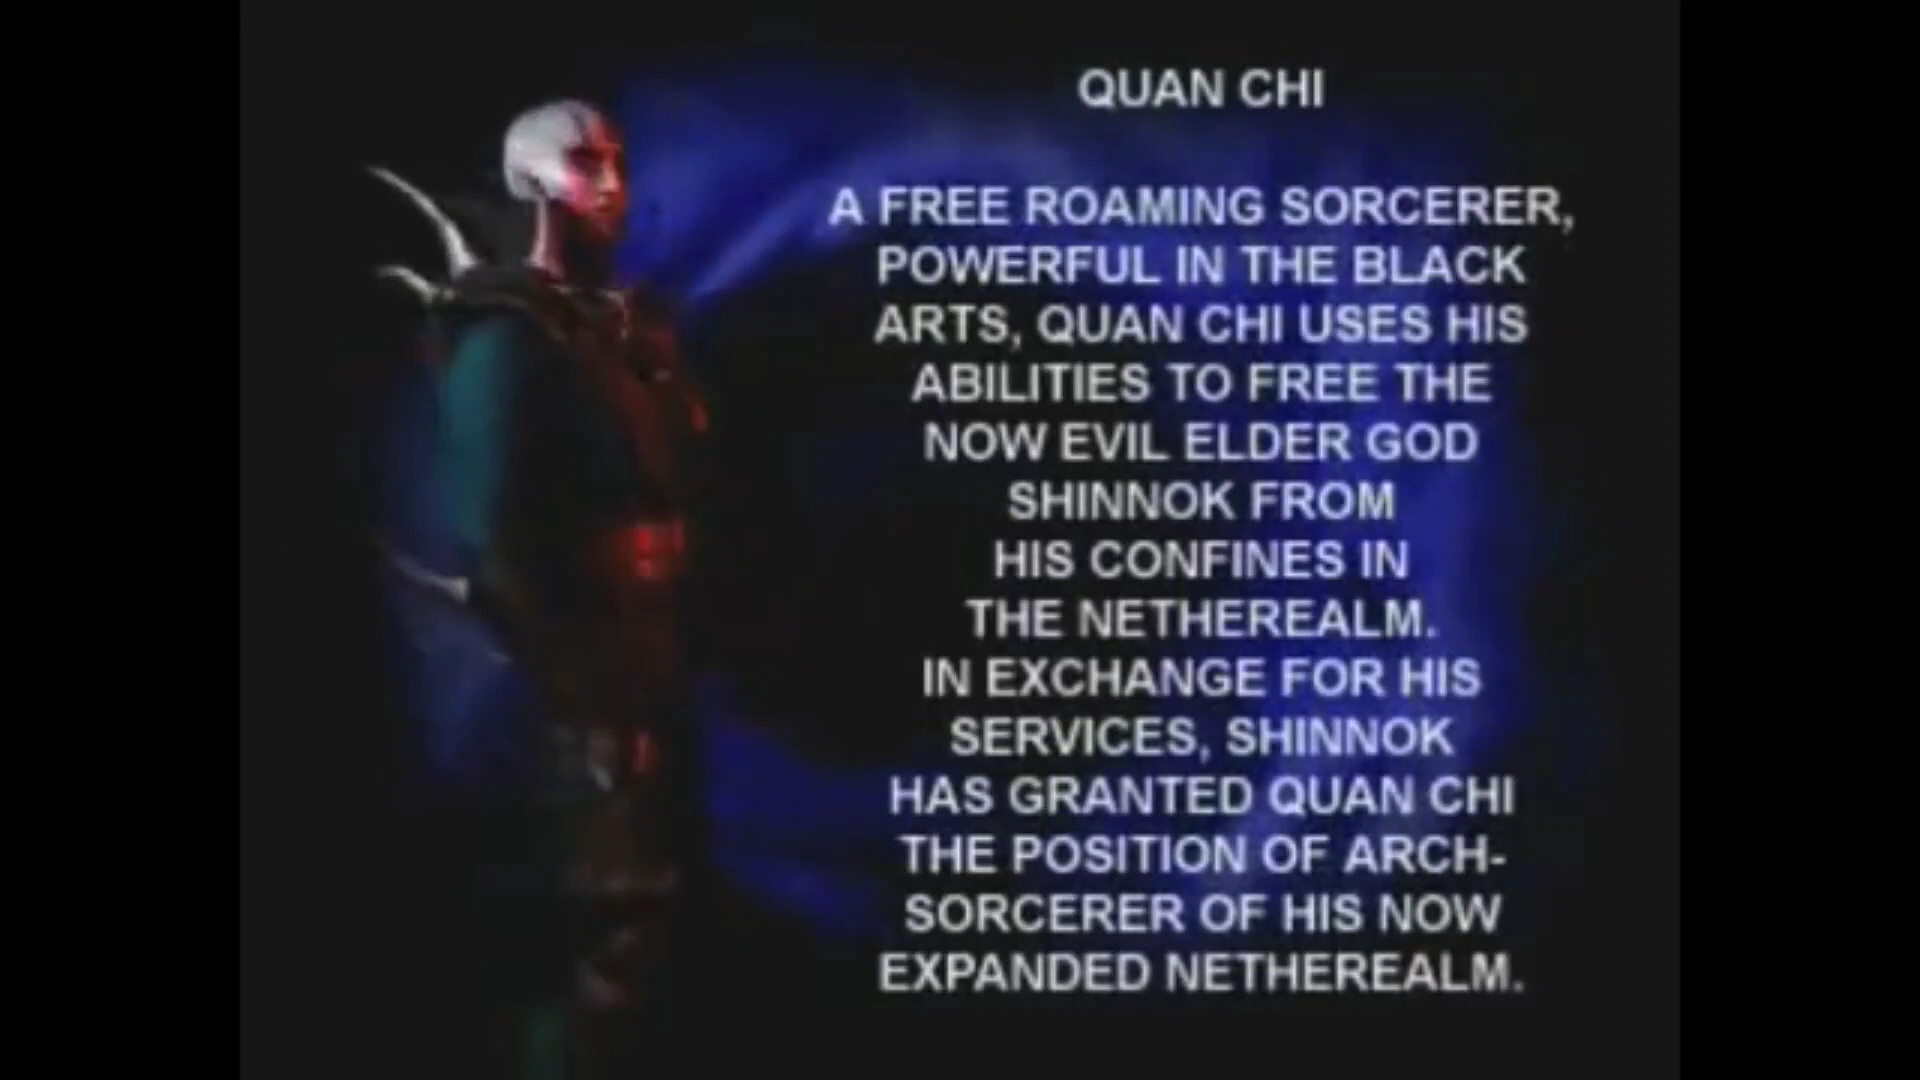 QUAN CHI
A FREE ROAMING SORCERER,
POWERFUL IN THE BLACK
ARTS, QUAN CHI USES HIS
ABILITIES TO FREE THE
NOW EVIL ELDER GOD
SHINNOK FROM
HIS CONFINES IN
THE NETHEREALM.
IN EXCHANGE FOR HIS
SERVICES, SHINNOK
HAS GRANTED QUAN CHI
THE POSITION OF ARCH-
SORCERER OF HIS NOW
EXPANDED NETHEREALM.